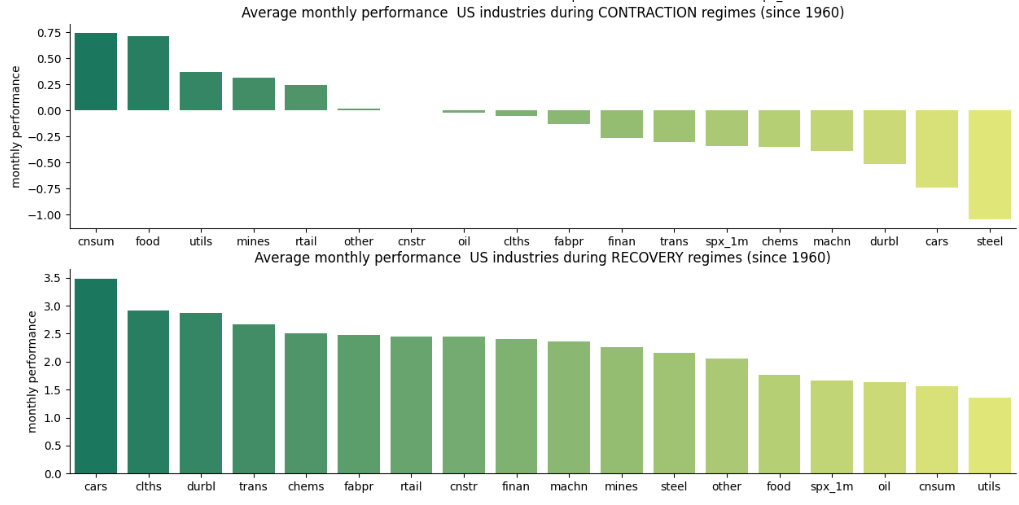 Average monthly performance  US industries during CONTRACTION regimes (since 1960)
monthly performance
0.75
0.50
0.25
0.00
−0.25
−0.50
−0.75
−1.00
cnsum food utils mines rtail other cnstr oil clths fabpr finan trans spx_1m chems machn durbl cars steel
Average monthly performance  US industries during RECOVERY regimes (since 1960)
monthly performance
3.5
3.0
2.5
2.0
1.5
1.0
0.5
0.0
cars clths durbl trans chems fabpr rtail cnstr finan machn mines steel other food spx_1m oil cnsum utils